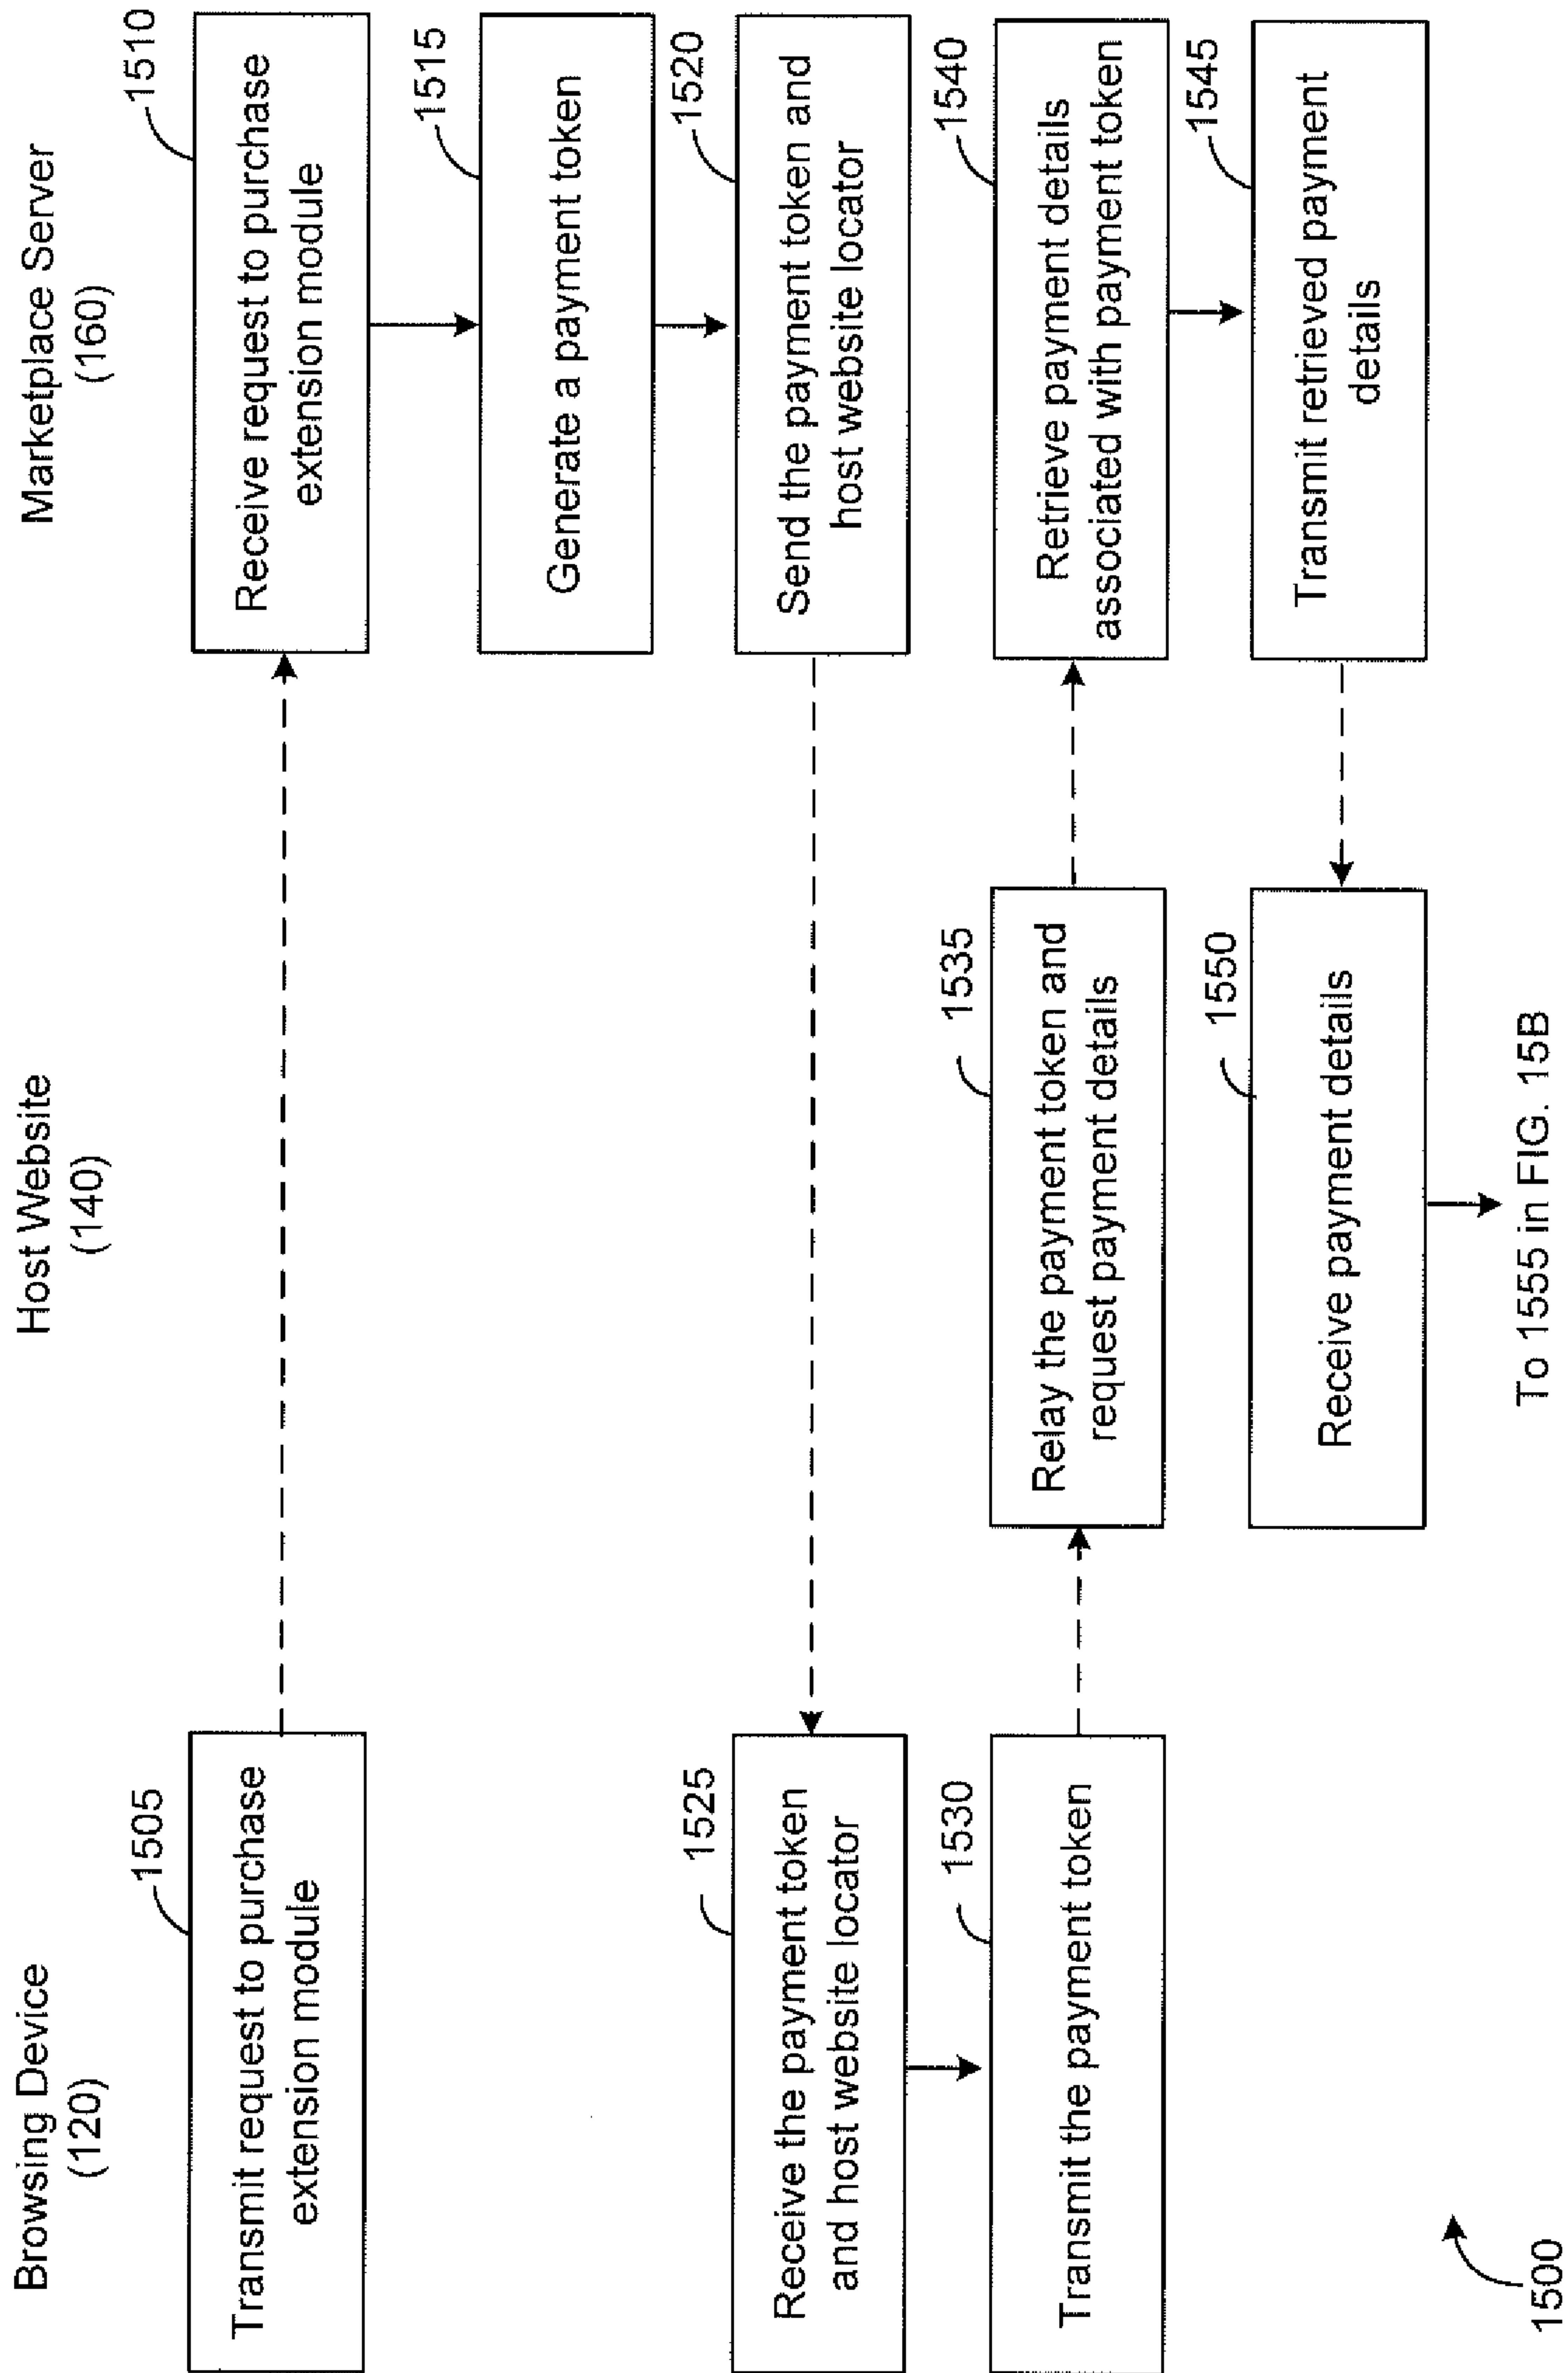 Browsing Device
(120)
Host Website
(140)
Marketplace Server
(160)
1505
Transmit request to purchase
extension module
1510
Receive request to purchase
extension module
1515
Generate a payment token
1520
Send the payment token and
host website locator
1525
Receive the payment token
and host website locator
1530
Transmit the payment token
1535
Relay the payment token and
request payment details
1540
Retrieve payment details
associated with payment token
1545
Transmit retrieved payment
details
1550
Receive payment details
To 1555 in FIG. 15B
1500